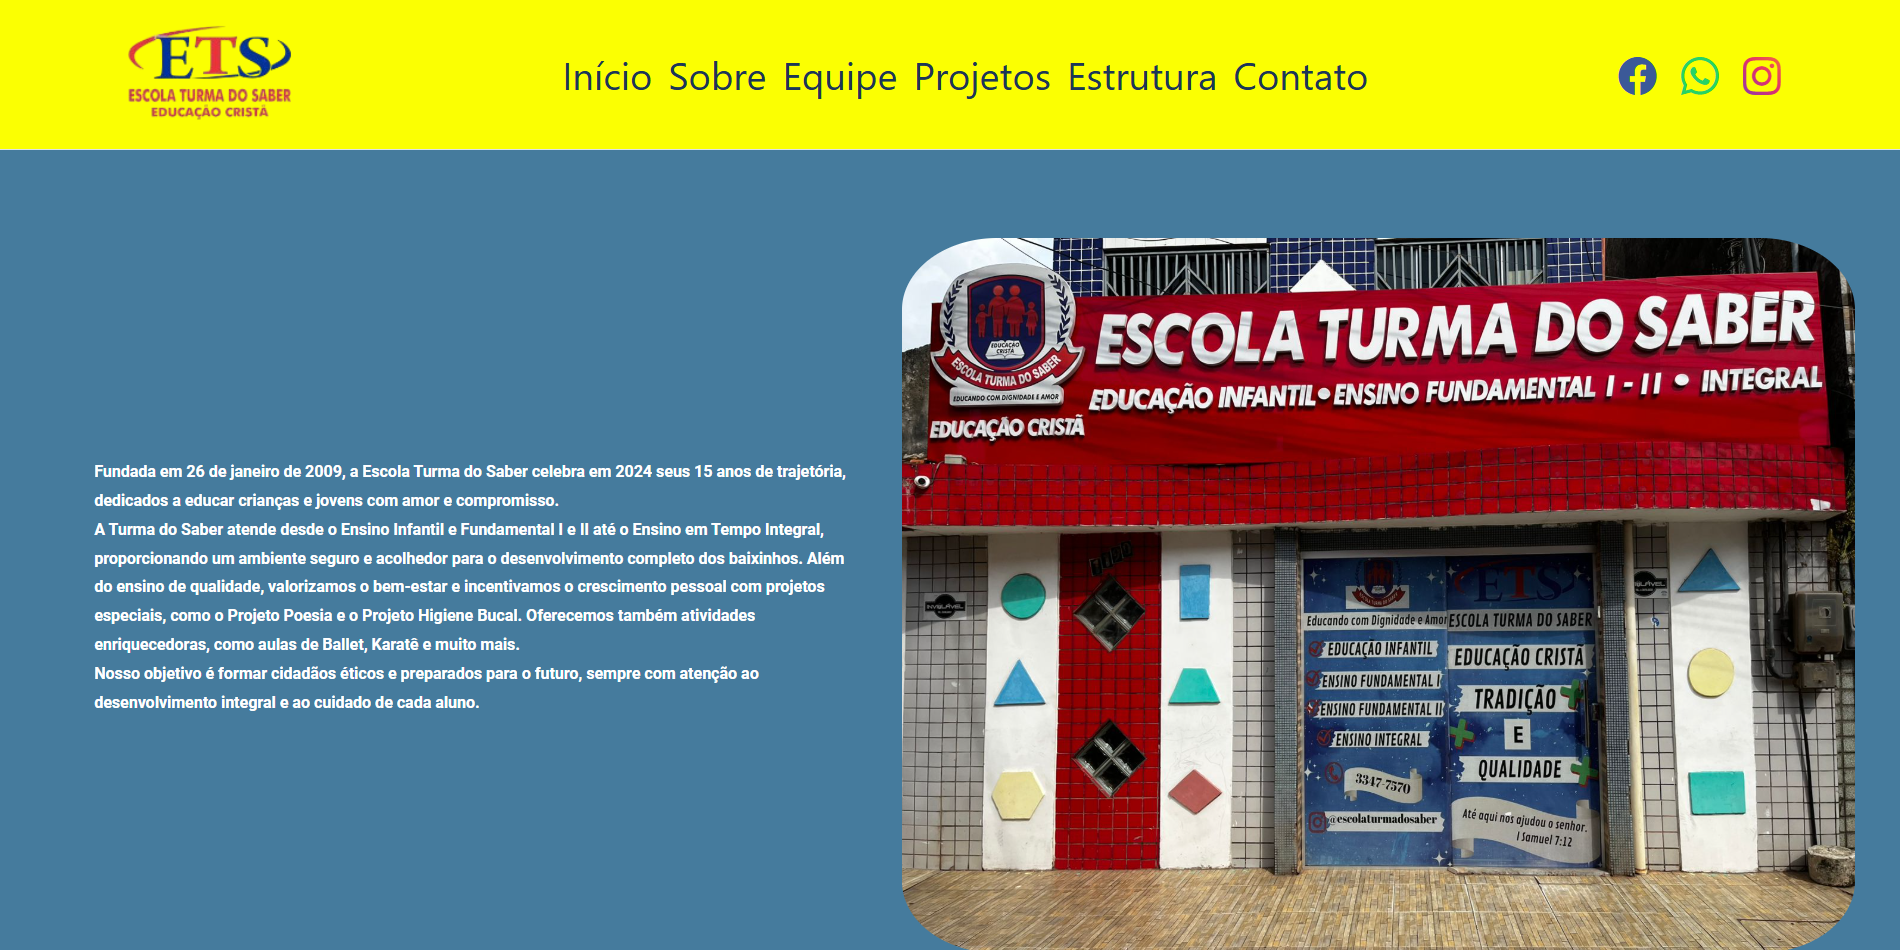 ETS
ESCOLA TURMA DO SABER
EDUCAÇÃO CRISTÃ
Início Sobre Equipe Projetos Estrutura Contato
Fundada em 26 de janeiro de 2009, a Escola Turma do Saber celebra em 2024 seus 15 anos de trajetória,
dedicados a educar crianças e jovens com amor e compromisso.
A Turma do Saber atende desde o Ensino Infantil e Fundamental I e II até o Ensino em Tempo Integral,
proporcionando um ambiente seguro e acolhedor para o desenvolvimento completo dos baixinhos. Além
do ensino de qualidade, valorizamos o bem-estar e incentivamos o crescimento pessoal com projetos
especiais, como o Projeto Poesia e o Projeto Higiene Bucal. Oferecemos também atividades
enriquecedoras, como aulas de Ballet, Karatê e muito mais.
Nosso objetivo é formar cidadãos éticos e preparados para o futuro, sempre com atenção ao
desenvolvimento integral e ao cuidado de cada aluno.
EDUCAÇÃO
CRISTÃ
ESCOLA TURMA DO SABER
EDUCANDO COM DIGNIDADE E AMOR
EDUCAÇÃO CRISTÃ
ESCOLA TURMA DO SABER
EDUCAÇÃO INFANTIL • ENSINO FUNDAMENTAL I - II • INTEGRAL
INVIOLÁVEL
Educando com Dignidade e Amor
EDUCAÇÃO INFANTIL
ENSINO FUNDAMENTAL I
ENSINO FUNDAMENTAL II
ENSINO INTEGRAL
3347-7570
@escolaturmadosaber
ETS
ESCOLA TURMA DO SABER
EDUCAÇÃO CRISTÃ
TRADIÇÃO
E
QUALIDADE
Até aqui nos ajudou o senhor.
I Samuel 7:12